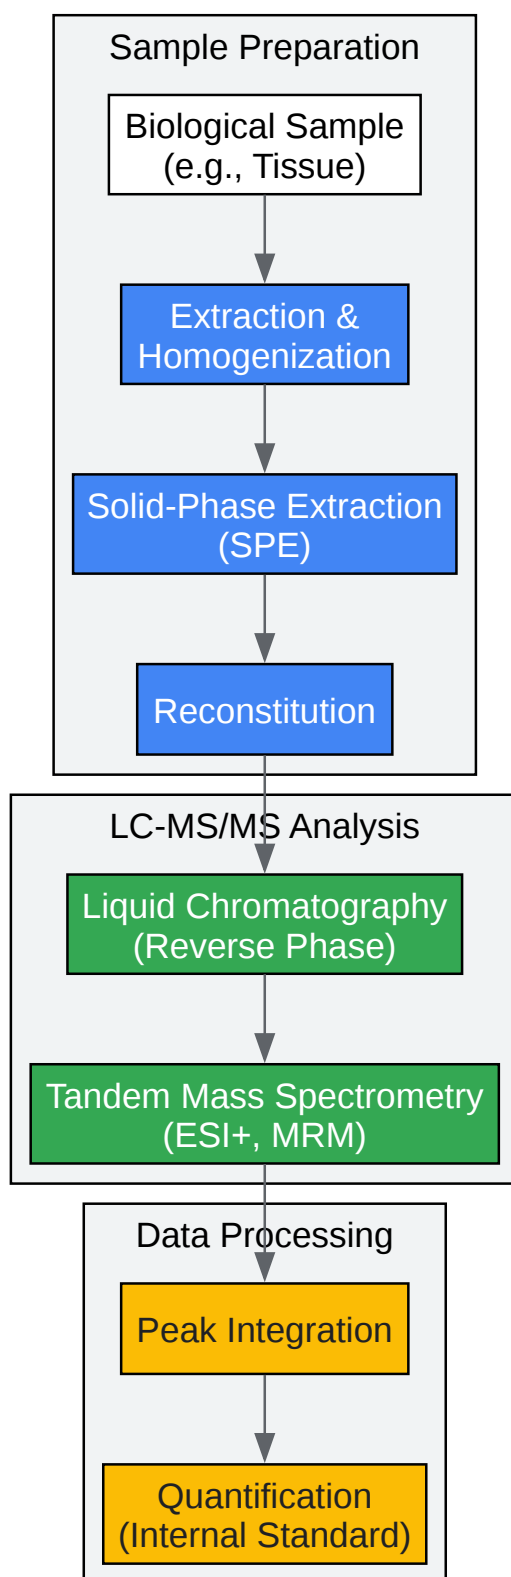 Sample Preparation
Biological Sample
(e.g., Tissue)
Extraction &
Homogenization
Solid-Phase Extraction
(SPE)
Reconstitution
LC-MS/MS Analysis
Liquid Chromatography
(Reverse Phase)
Tandem Mass Spectrometry
(ESI+, MRM)
Data Processing
Peak Integration
Quantification
(Internal Standard)